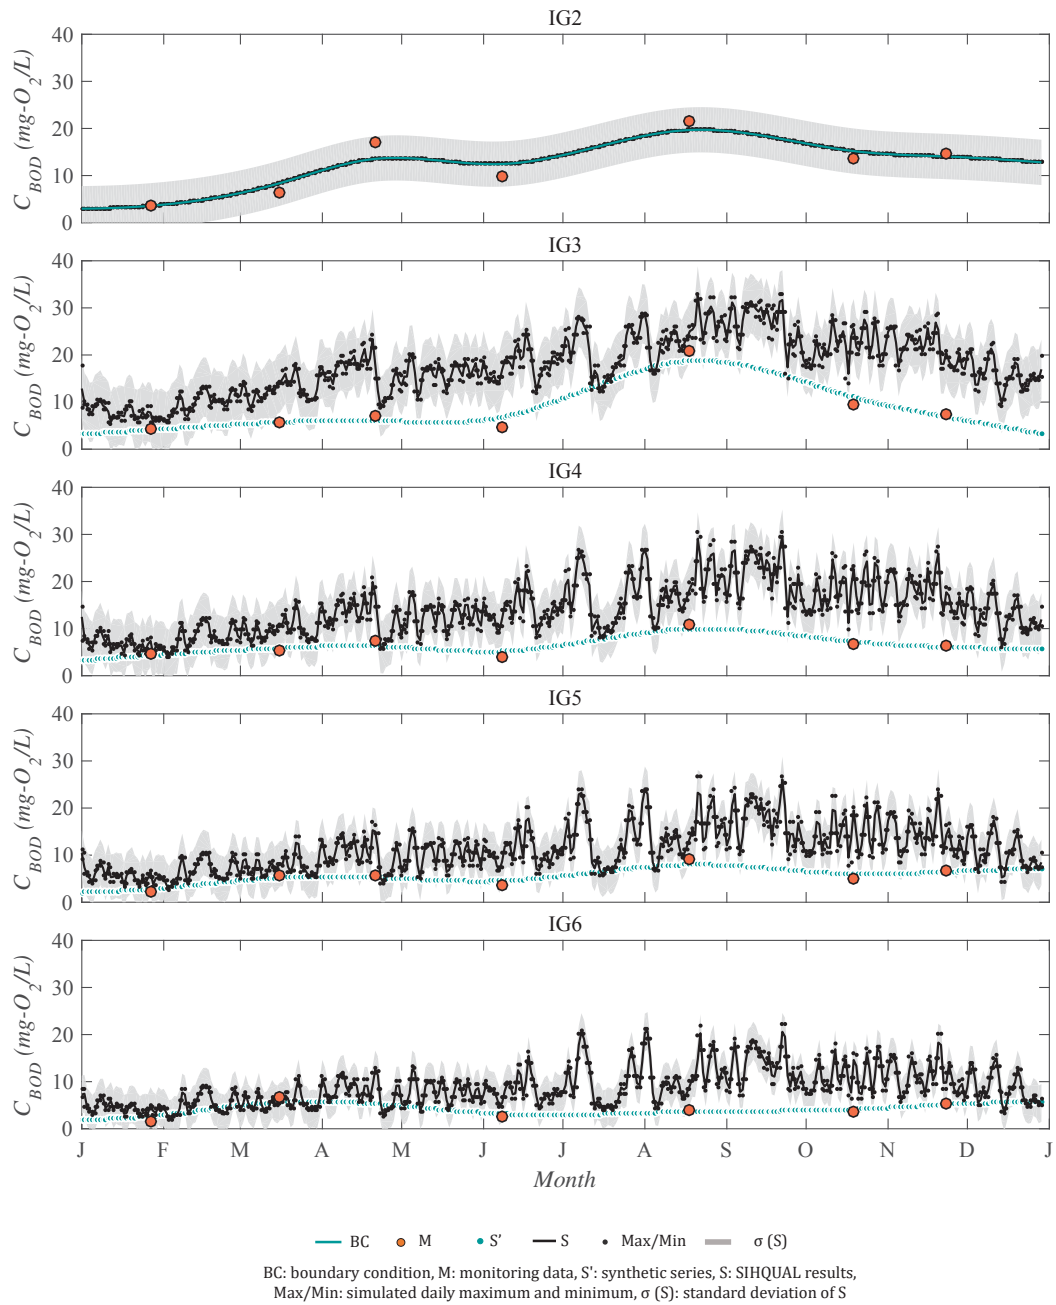 IG2
40
30
20
10
0
C_BOD (mg-O_2/L)
IG3
40
30
20
10
0
C_BOD (mg-O_2/L)
IG4
40
30
20
10
0
C_BOD (mg-O_2/L)
IG5
40
30
20
10
0
C_BOD (mg-O_2/L)
IG6
40
30
20
10
0
C_BOD (mg-O_2/L)
J F M A M J J A S O N D J
Month
BC M S' S Max/Min σ (S)
BC: boundary condition, M: monitoring data, S': synthetic series, S: SIHQUAL results,
Max/Min: simulated daily maximum and minimum, σ (S): standard deviation of S